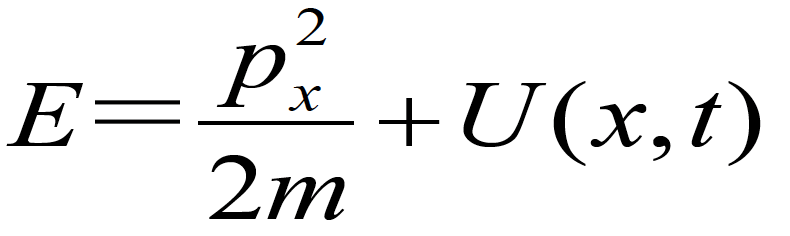 E = p_x^2/2m + U(x,t)